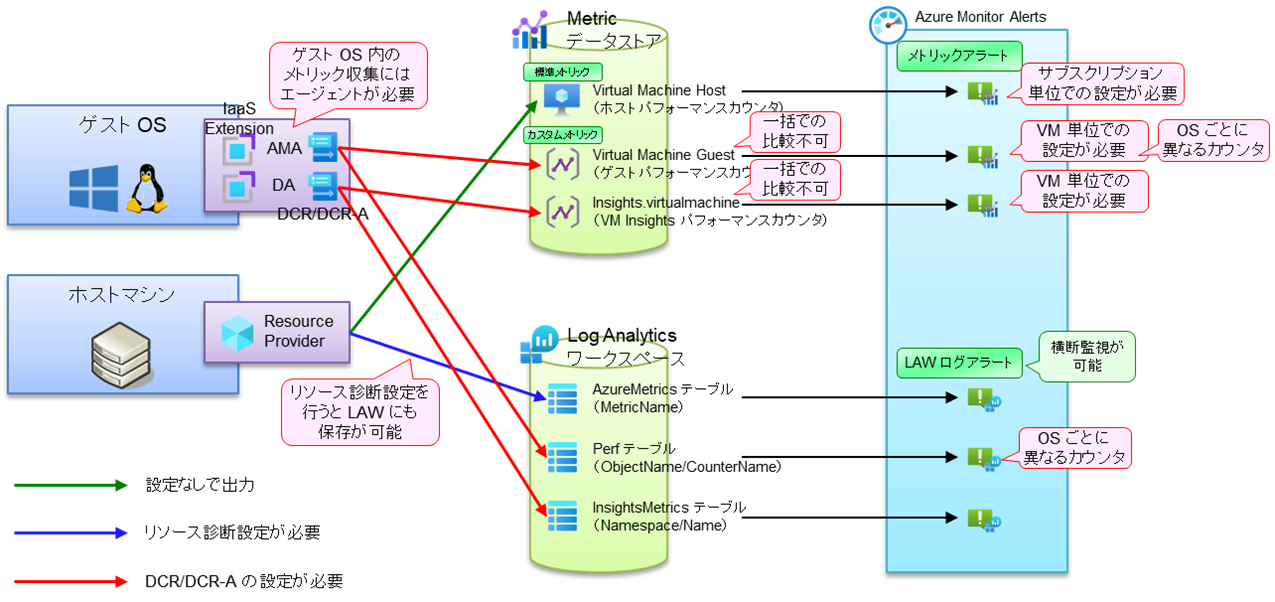 ゲスト OS 内の
メトリック収集には
エージェントが必要
ゲスト OS
IaaS
Extension
AMA
DA
DCR/DCR-A
ホストマシン
Resource
Provider
リソース診断設定を
行うと LAW にも
保存が可能
設定なしで出力
リソース診断設定が必要
DCR/DCR-A の設定が必要
Metric
データストア
標準メトリック
Virtual Machine Host
（ホストパフォーマンスカウンタ）
カスタムメトリック
一括での
比較不可
Virtual Machine Guest
（ゲストパフォーマンスカウ
一括での
比較不可
Insights.virtualmachine
（VM Insights パフォーマンスカウンタ）
Log Analytics
ワークスペース
AzureMetrics テーブル
（MetricName）
Perf テーブル
（ObjectName/CounterName）
InsightsMetrics テーブル
（Namespace/Name）
Azure Monitor Alerts
メトリックアラート
サブスクリプション
単位での 設定が必要
VM 単位での
設定が必要
OS ごとに
異なるカウンタ
VM 単位での
設定が必要
LAW ログアラート
横断監視が
可能
OS ごとに
異なるカウンタ